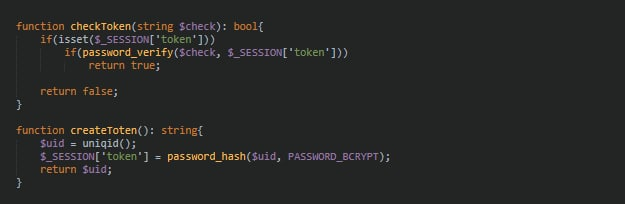 function checkToken(string $check): bool{
    if(isset($_SESSION['token']))
        if(password_verify($check, $_SESSION['token']))
            return true;

    return false;
}

function createToten(): string{
    $uid = uniqid();
    $_SESSION['token'] = password_hash($uid, PASSWORD_BCRYPT);
    return $uid;
}